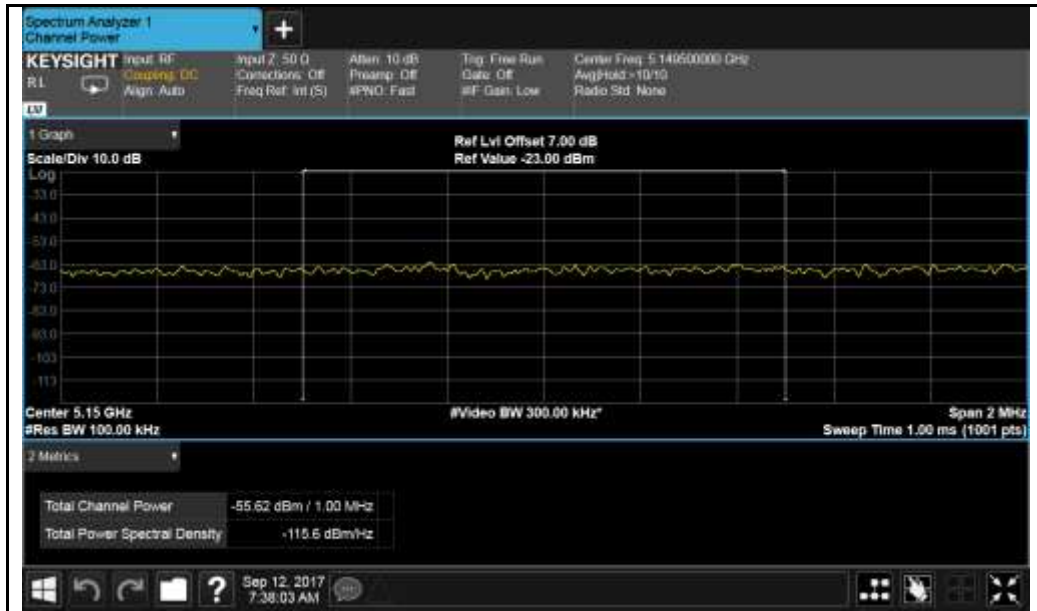 Spectrum Analyzer 1
Channel Power
+
KEYSIGHT Input: RF
Coupling: DC
Align: Auto
RL
Input Z: 50 Ω
Corrections: Off
Freq Ref: Int (S)
Atten: 10 dB
Preamp: Off
#PNO: Fast
Trig: Free Run
Gate: Off
#IF Gain: Low
Center Freq: 5.149500000 GHz
Avg|Hold:>10/10
Radio Std: None
1 Graph
Ref Lvl Offset 7.00 dB
Scale/Div 10.0 dB
Ref Value -23.00 dBm
Log
-33.0
-43.0
-53.0
-63.0
-73.0
-83.0
-93.0
-103
-113
Center 5.15 GHz
#Video BW 300.00 kHz*
Span 2 MHz
#Res BW 100.00 kHz
Sweep Time 1.00 ms (1001 pts)
2 Metrics
Total Channel Power -55.62 dBm / 1.00 MHz
Total Power Spectral Density -115.6 dBm/Hz
?
Sep 12, 2017
7:38:03 AM